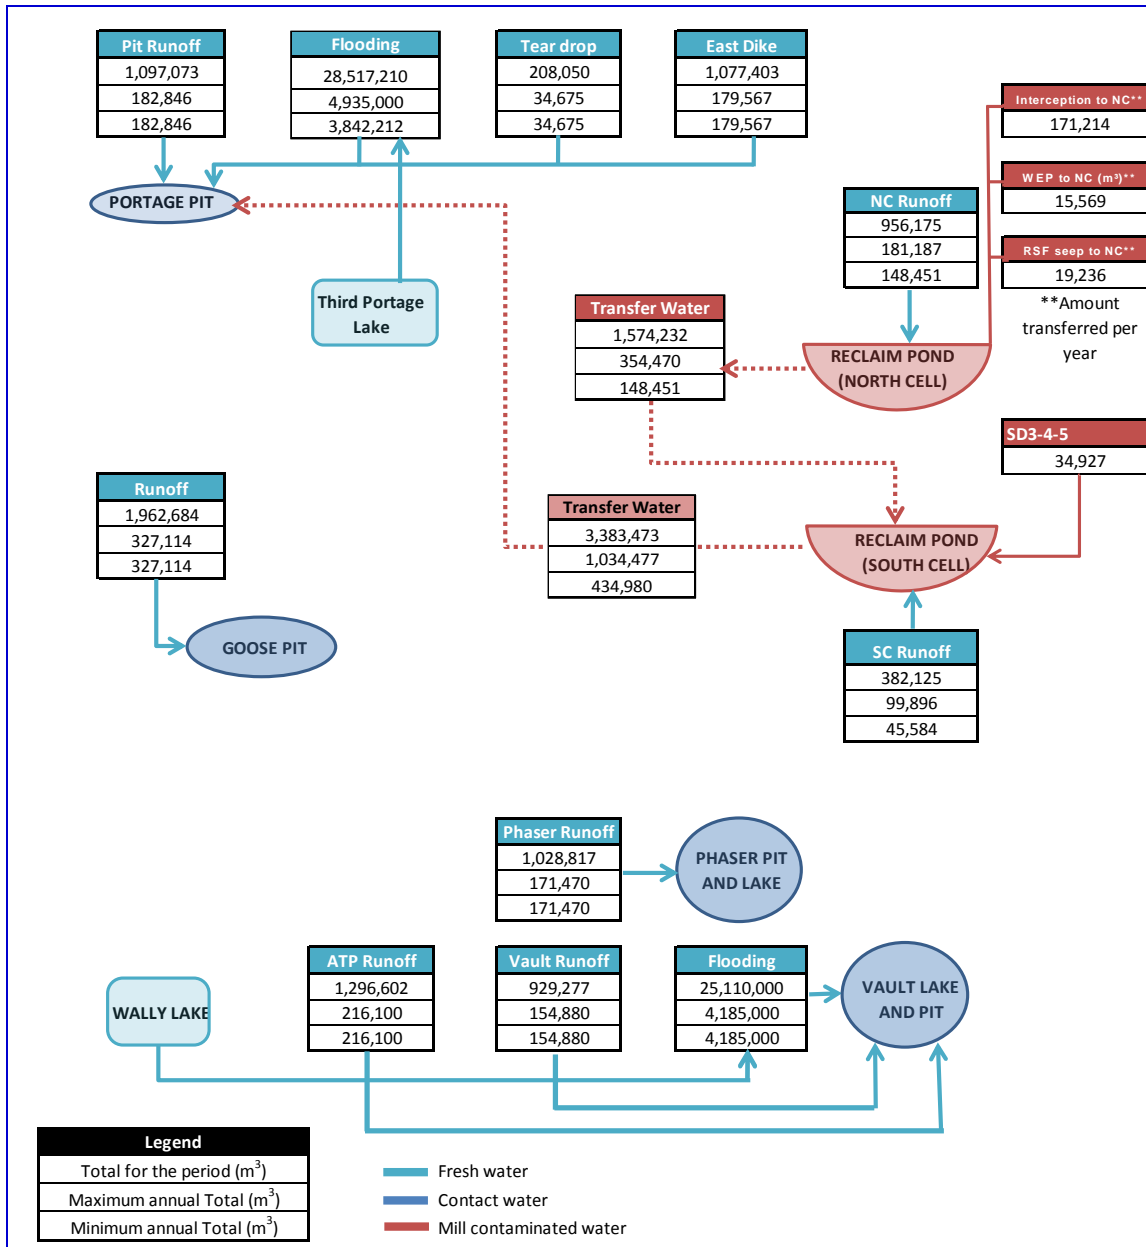 Pit Runoff
1,097,073
182,846
182,846
Flooding
28,517,210
4,935,000
3,842,212
Tear drop
208,050
34,675
34,675
East Dike
1,077,403
179,567
179,567
Interception to NC**
171,214
WEP to NC (m³)**
15,569
RSF seep to NC**
19,236
**Amount
transferred per
year
PORTAGE PIT
NC Runoff
956,175
181,187
148,451
Third Portage
Lake
Transfer Water
1,574,232
354,470
148,451
RECLAIM POND
(NORTH CELL)
SD3-4-5
34,927
Runoff
1,962,684
327,114
327,114
Transfer Water
3,383,473
1,034,477
434,980
RECLAIM POND
(SOUTH CELL)
GOOSE PIT
SC Runoff
382,125
99,896
45,584
Phaser Runoff
1,028,817
171,470
171,470
PHASER PIT
AND LAKE
WALLY LAKE
ATP Runoff
1,296,602
216,100
216,100
Vault Runoff
929,277
154,880
154,880
Flooding
25,110,000
4,185,000
4,185,000
VAULT LAKE
AND PIT
Legend
Total for the period (m³)
Maximum annual Total (m³)
Minimum annual Total (m³)
Fresh water
Contact water
Mill contaminated water